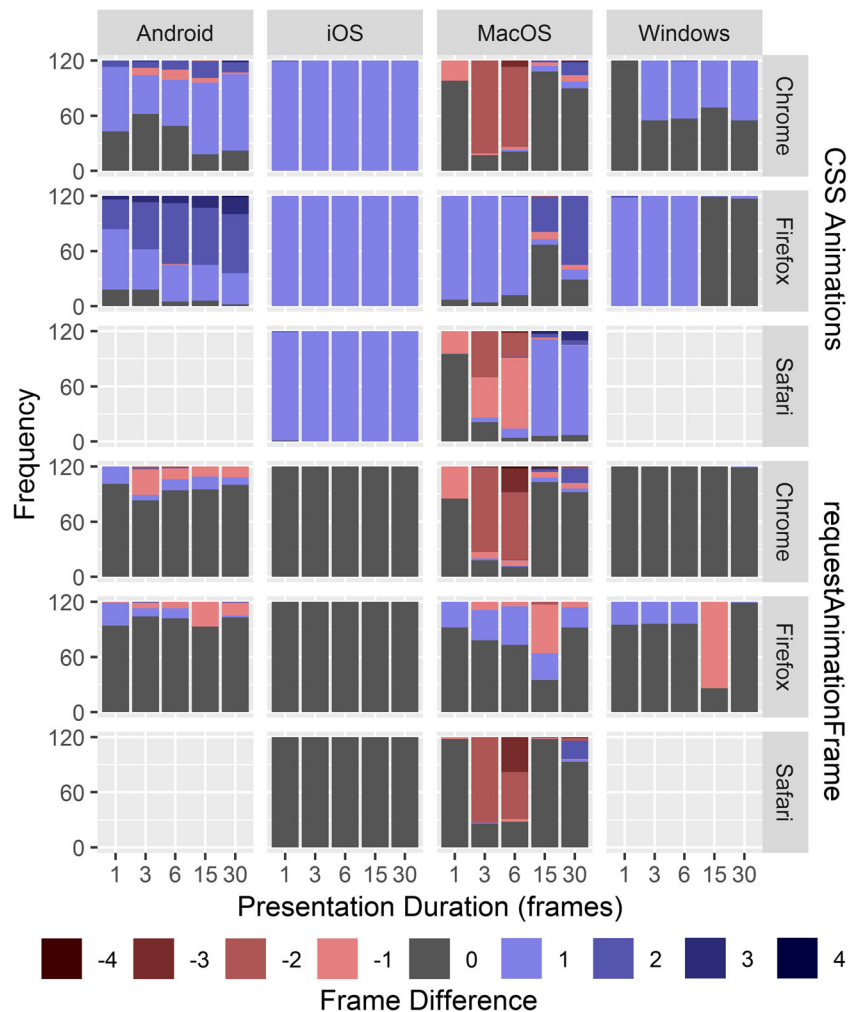 Android iOS MacOS Windows
120
60
0
Chrome
120
60
0
Firefox
120
60
0
Safari
120
60
0
Chrome
120
60
0
Firefox
120
60
0
Safari
CSS Animations
requestAnimationFrame
Frequency
1 3 6 15 30 1 3 6 15 30 1 3 6 15 30 1 3 6 15 30
Presentation Duration (frames)
-4 -3 -2 -1 0 1 2 3 4
Frame Difference